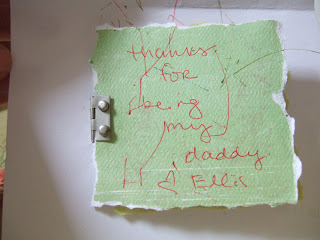 thanks
for
being
my
daddy
♡ Ellis